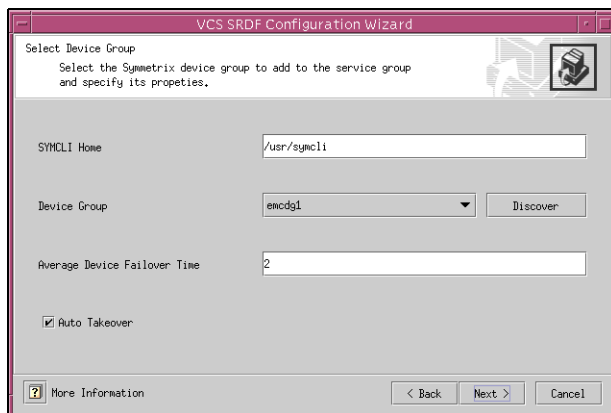 VCS SRDF Configuration Wizard
Select Device Group
Select the Symmetrix device group to add to the service group
and specify its propeties.
SYMCLI Home
/usr/symcli
Device Group
emcdg1
Discover
Average Device Failover Time
2
Auto Takeover
? More Information
< Back
Next >
Cancel